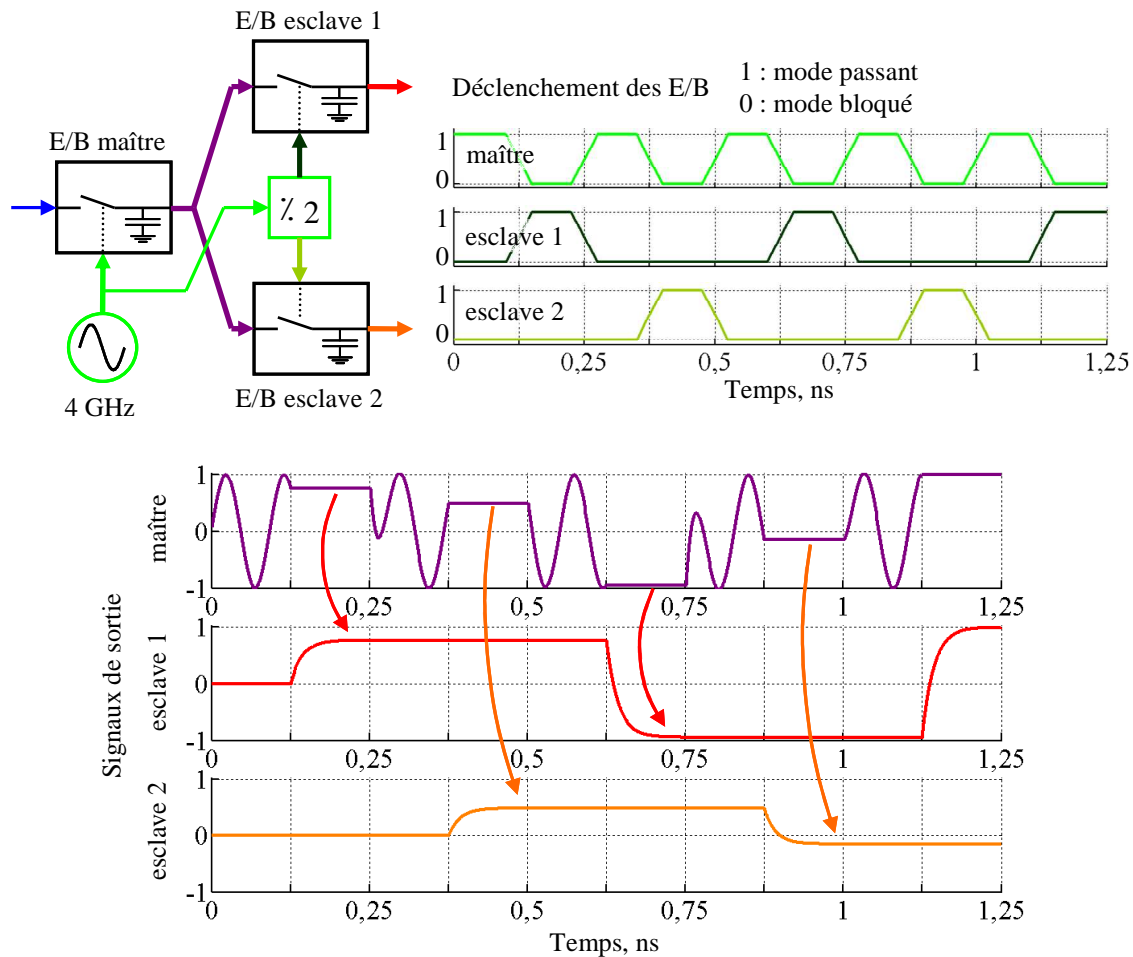 E/B esclave 1
E/B maître
٪ 2
4 GHz
E/B esclave 2
Déclenchement des E/B
1 : mode passant
0 : mode bloqué
1
maître
0
1
esclave 1
0
1
esclave 2
0
0 0,25 0,5 0,75 1 1,25
Temps, ns
Signaux de sortie
maître
1
0
-1
0 0,25 0,5 0,75 1 1,25
esclave 1
1
0
-1
0 0,25 0,5 0,75 1 1,25
esclave 2
1
0
-1
0 0,25 0,5 0,75 1 1,25
Temps, ns